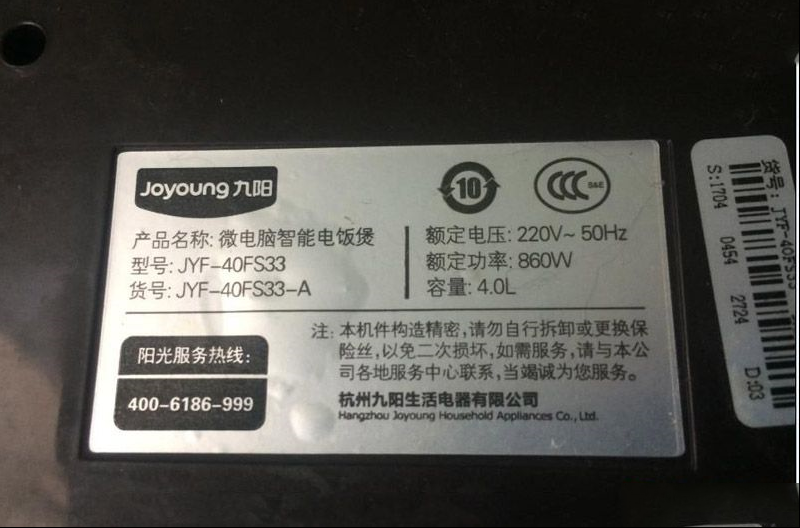 Joyoung 九阳
10
CCC S&E
产品名称: 微电脑智能电饭煲
型号: JYF-40FS33
货号: JYF-40FS33-A
额定电压: 220V~ 50Hz
额定功率: 860W
容量: 4.0L
阳光服务热线:
400-6186-999
注: 本机件构造精密,请勿自行拆卸或更换保
险丝,以免二次损坏,如需服务,请与本公
司各地服务中心联系,当竭诚为您服务。
杭州九阳生活电器有限公司
Hangzhou Joyoung Household Appliances Co., Ltd.
货号: JYF-40FS33
S:1704 0454 2724 D:03